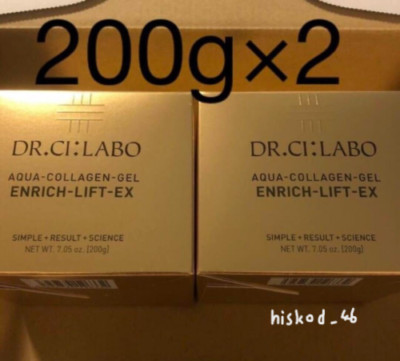 200g×2
DR.CI:LABO
AQUA-COLLAGEN-GEL
ENRICH-LIFT-EX
SIMPLE + RESULT + SCIENCE
NET WT. 7.05 oz. (200g)
DR.CI:LABO
AQUA-COLLAGEN-GEL
ENRICH-LIFT-EX
SIMPLE + RESULT + SCIENCE
NET WT. 7.05 oz. (200g)
hiskod_46